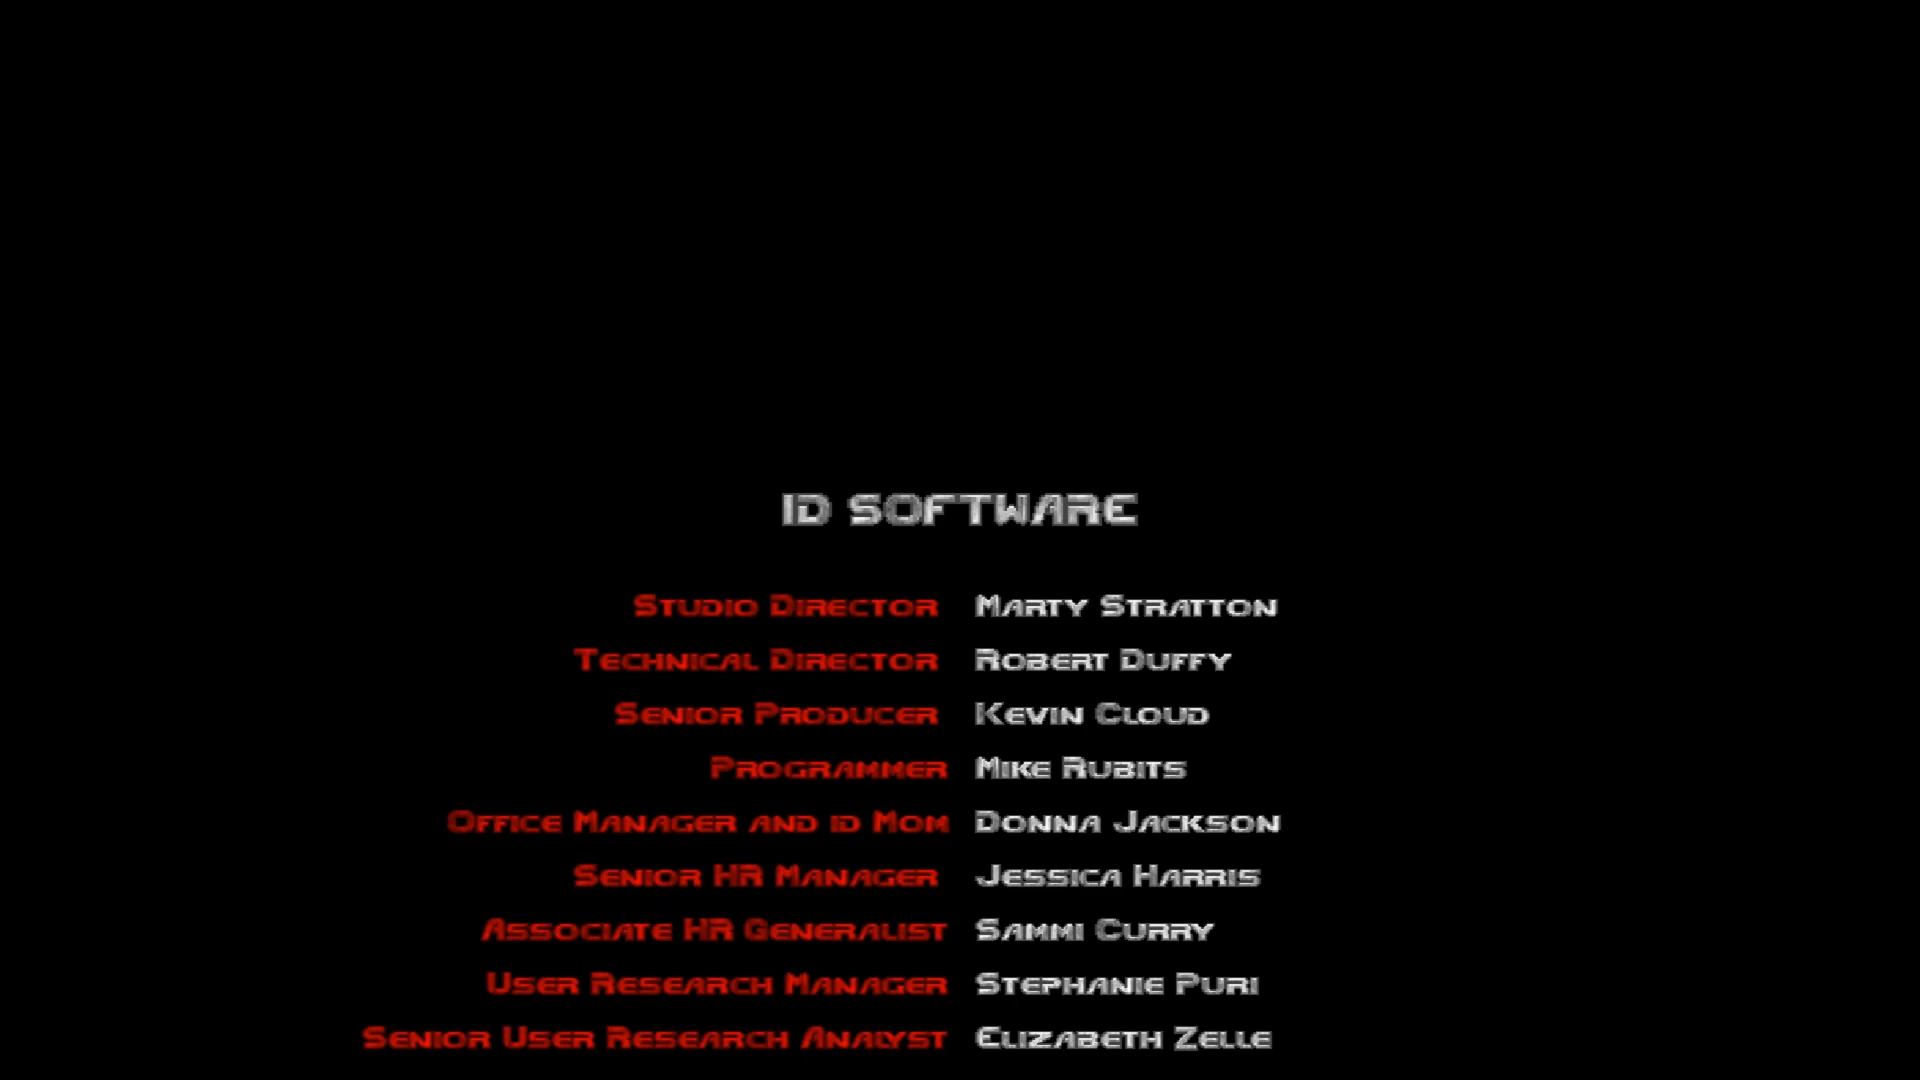 ID SOFTWARE
STUDIO DIRECTOR MARTY STRATTON
TECHNICAL DIRECTOR ROBERT DUFFY
SENIOR PRODUCER KEVIN CLOUD
PROGRAMMER MIKE RUBITS
OFFICE MANAGER AND ID MOM DONNA JACKSON
SENIOR HR MANAGER JESSICA HARRIS
ASSOCIATE HR GENERALIST SAMMI CURRY
USER RESEARCH MANAGER STEPHANIE PURI
SENIOR USER RESEARCH ANALYST ELIZABETH ZELLE